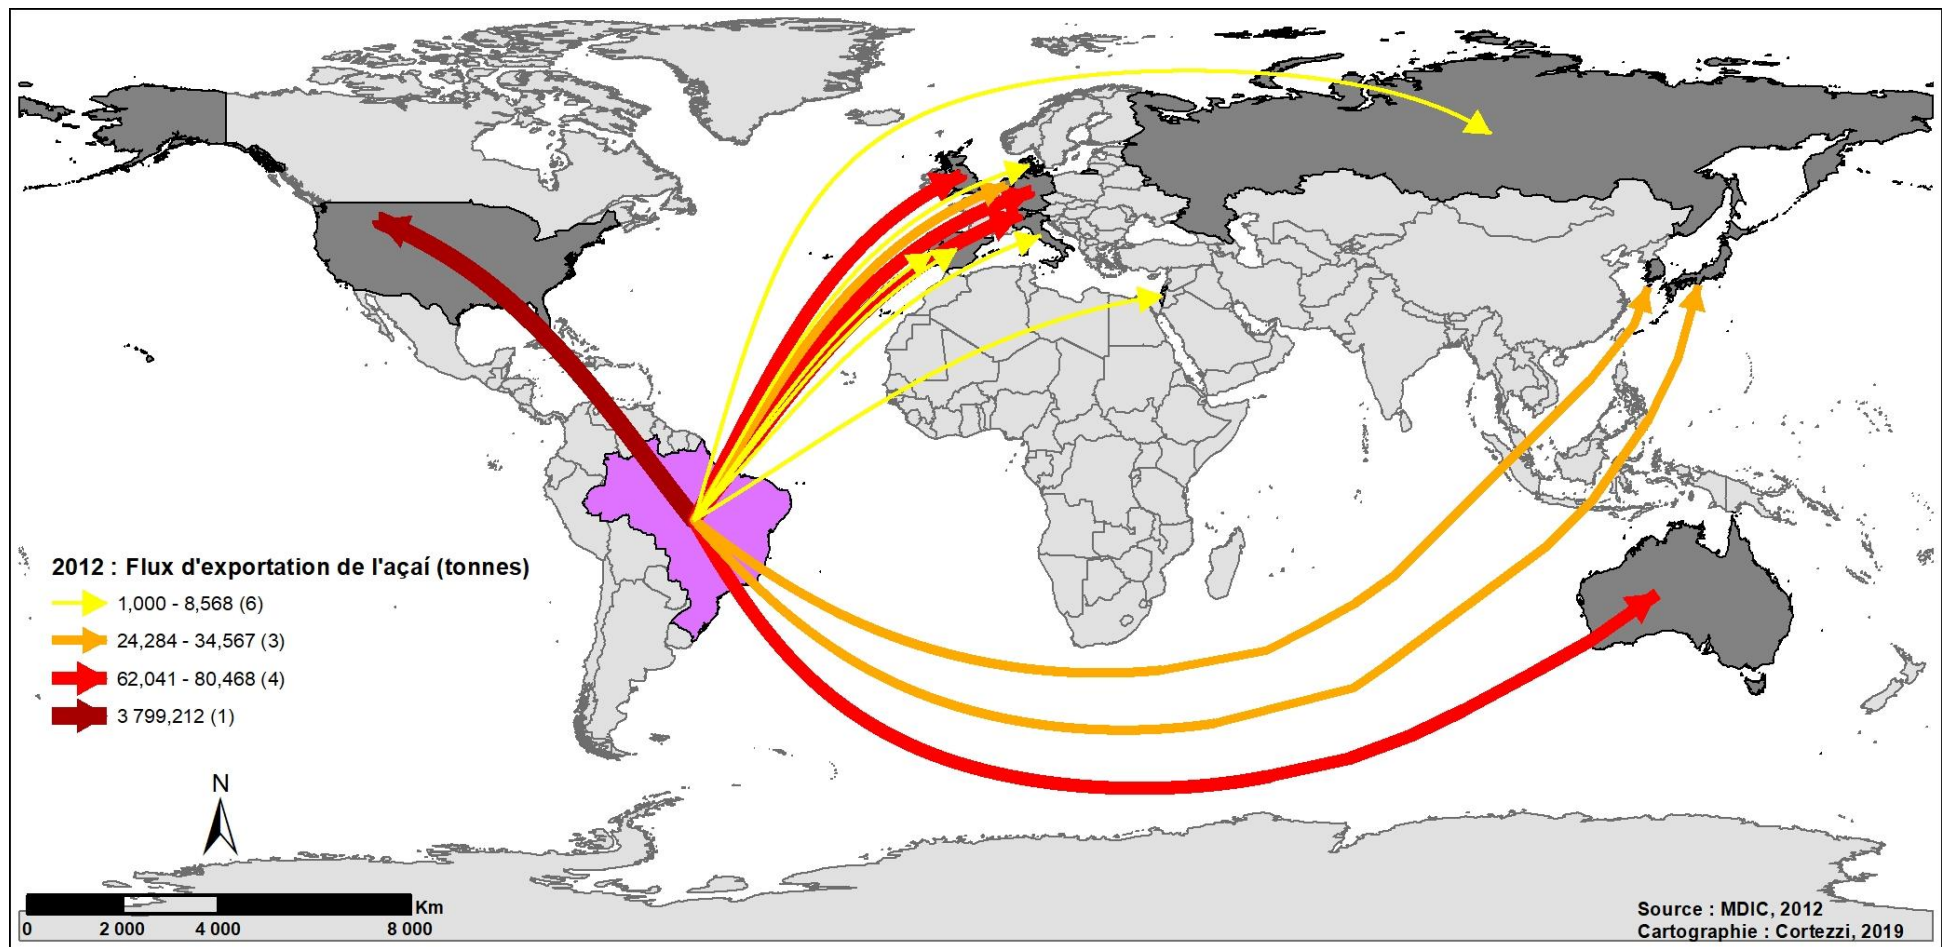 2012 : Flux d'exportation de l'açaí (tonnes)
1,000 - 8,568 (6)
24,284 - 34,567 (3)
62,041 - 80,468 (4)
3 799,212 (1)
N
Km
0 2 000 4 000 8 000
Source : MDIC, 2012
Cartographie : Cortezzi, 2019